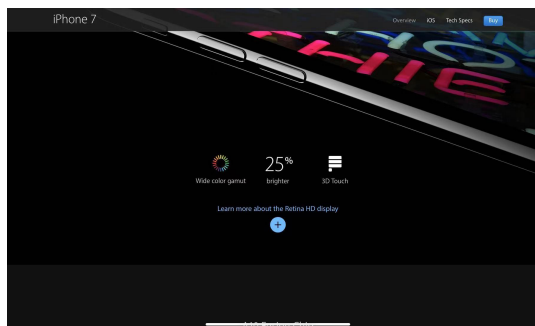 iPhone 7
Overview iOS Tech Specs Buy
25%
Wide color gamut brighter 3D Touch
Learn more about the Retina HD display
+